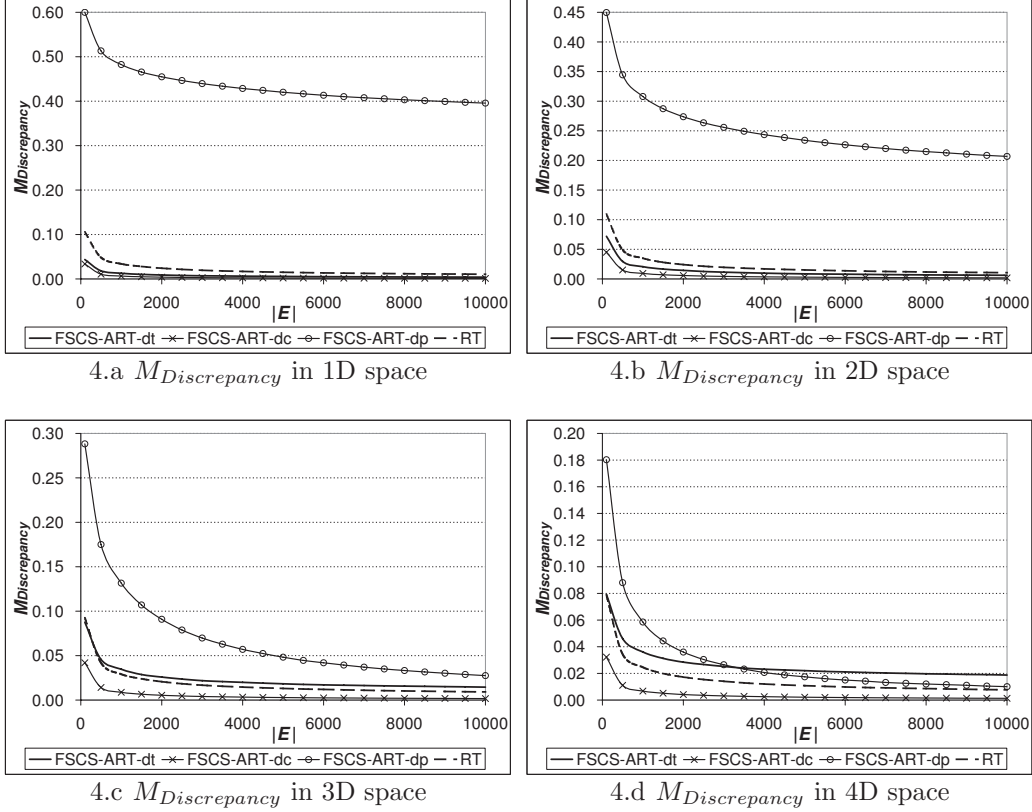 0.60
0.50
0.40
0.30
0.20
0.10
0.00
MDiscrepancy
0 2000 4000 6000 8000 10000
|E|
FSCS-ART-dt FSCS-ART-dc FSCS-ART-dp RT
4.a MDiscrepancy in 1D space
0.45
0.40
0.35
0.30
0.25
0.20
0.15
0.10
0.05
0.00
MDiscrepancy
0 2000 4000 6000 8000 10000
|E|
FSCS-ART-dt FSCS-ART-dc FSCS-ART-dp RT
4.b MDiscrepancy in 2D space
0.30
0.25
0.20
0.15
0.10
0.05
0.00
MDiscrepancy
0 2000 4000 6000 8000 10000
|E|
FSCS-ART-dt FSCS-ART-dc FSCS-ART-dp RT
4.c MDiscrepancy in 3D space
0.20
0.18
0.16
0.14
0.12
0.10
0.08
0.06
0.04
0.02
0.00
MDiscrepancy
0 2000 4000 6000 8000 10000
|E|
FSCS-ART-dt FSCS-ART-dc FSCS-ART-dp RT
4.d MDiscrepancy in 4D space